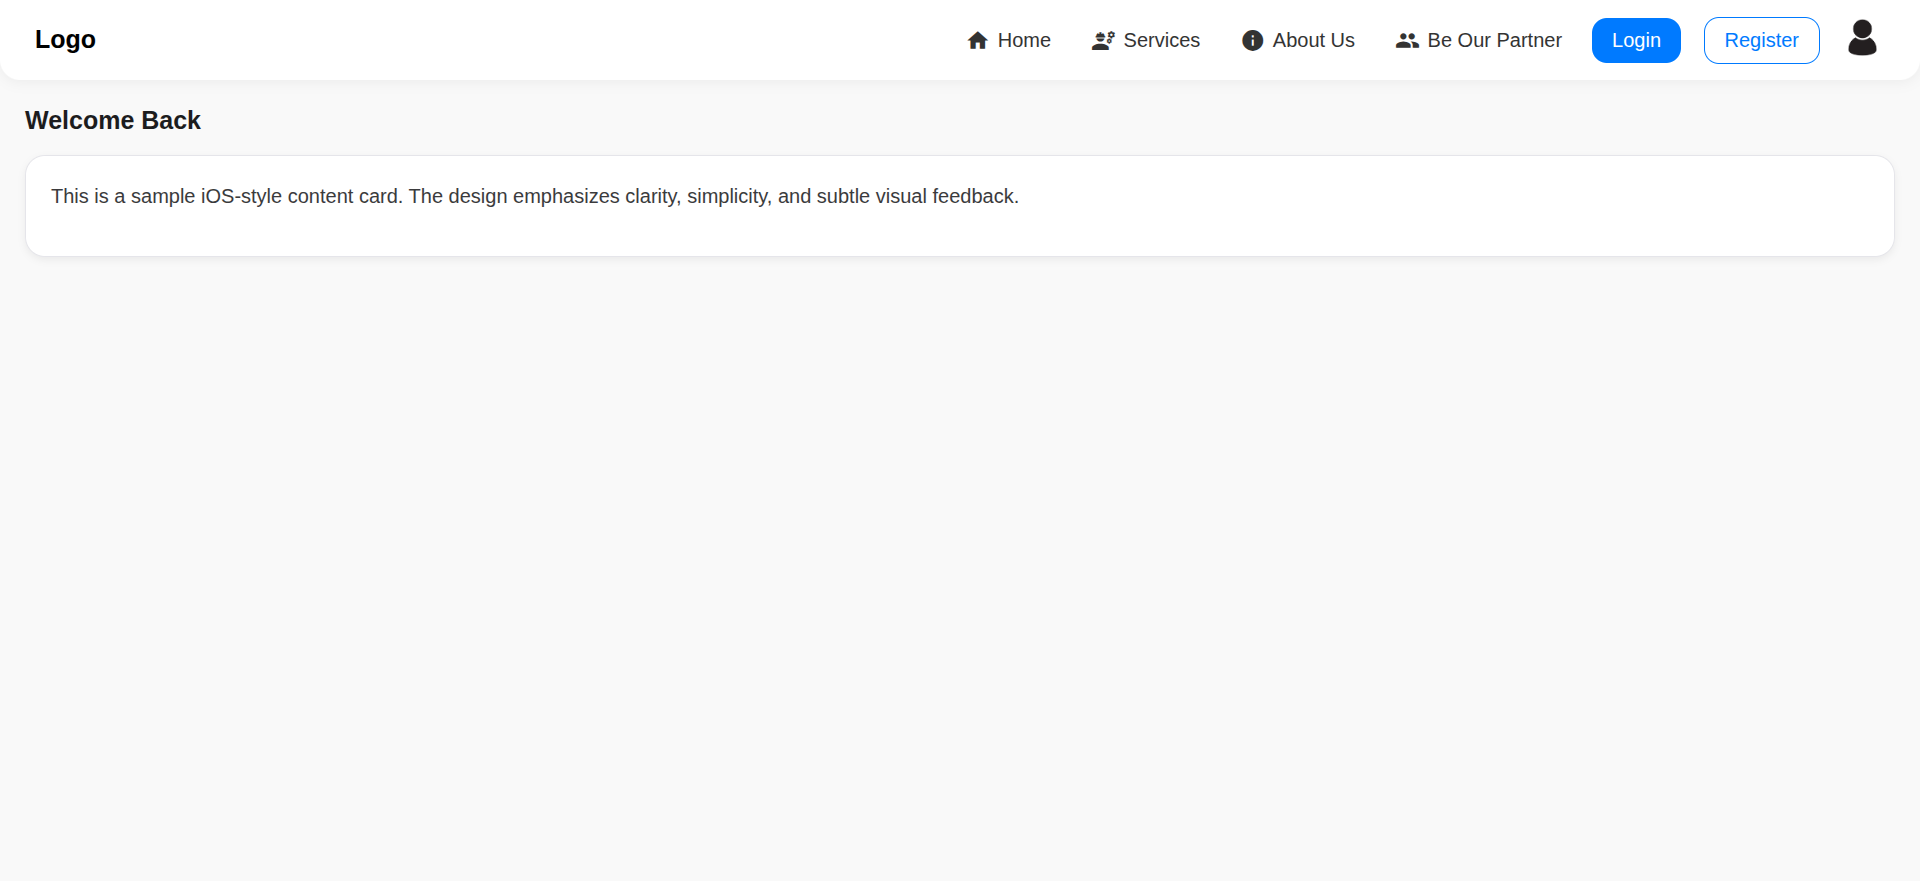 Logo
Home
Services
About Us
Be Our Partner
Login
Register
Welcome Back
This is a sample iOS-style content card. The design emphasizes clarity, simplicity, and subtle visual feedback.